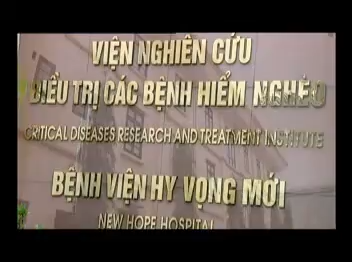 VIỆN NGHIÊN CỨU
ĐIỀU TRỊ CÁC BỆNH HIỂM NGHÈO
CRITICAL DISEASES RESEARCH AND TREATMENT INSTITUTE
BỆNH VIỆN HY VỌNG MỚI
NEW HOPE HOSPITAL